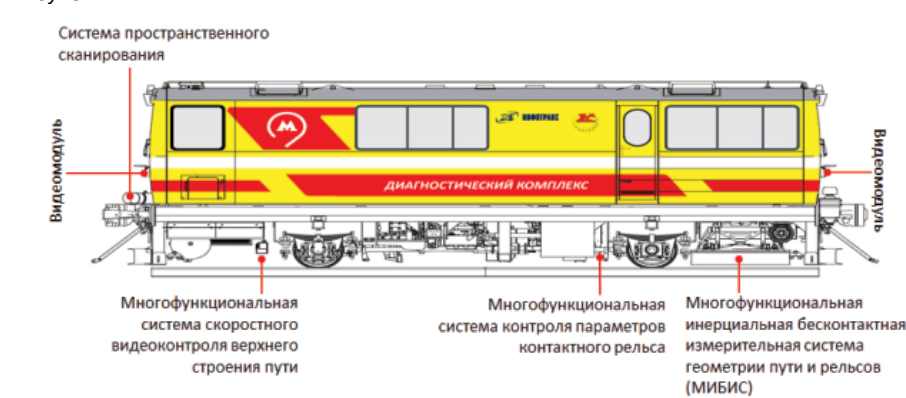 Система пространственного
сканирования
Видеомодуль
М
ИНФОТРАНС
ДИАГНОСТИЧЕСКИЙ КОМПЛЕКС
Видеомодуль
Многофункциональная
система скоростного
видеоконтроля верхнего
строения пути
Многофункциональная
система контроля параметров
контактного рельса
Многофункциональная
инерциальная бесконтактная
измерительная система
геометрии пути и рельсов
(МИБИС)